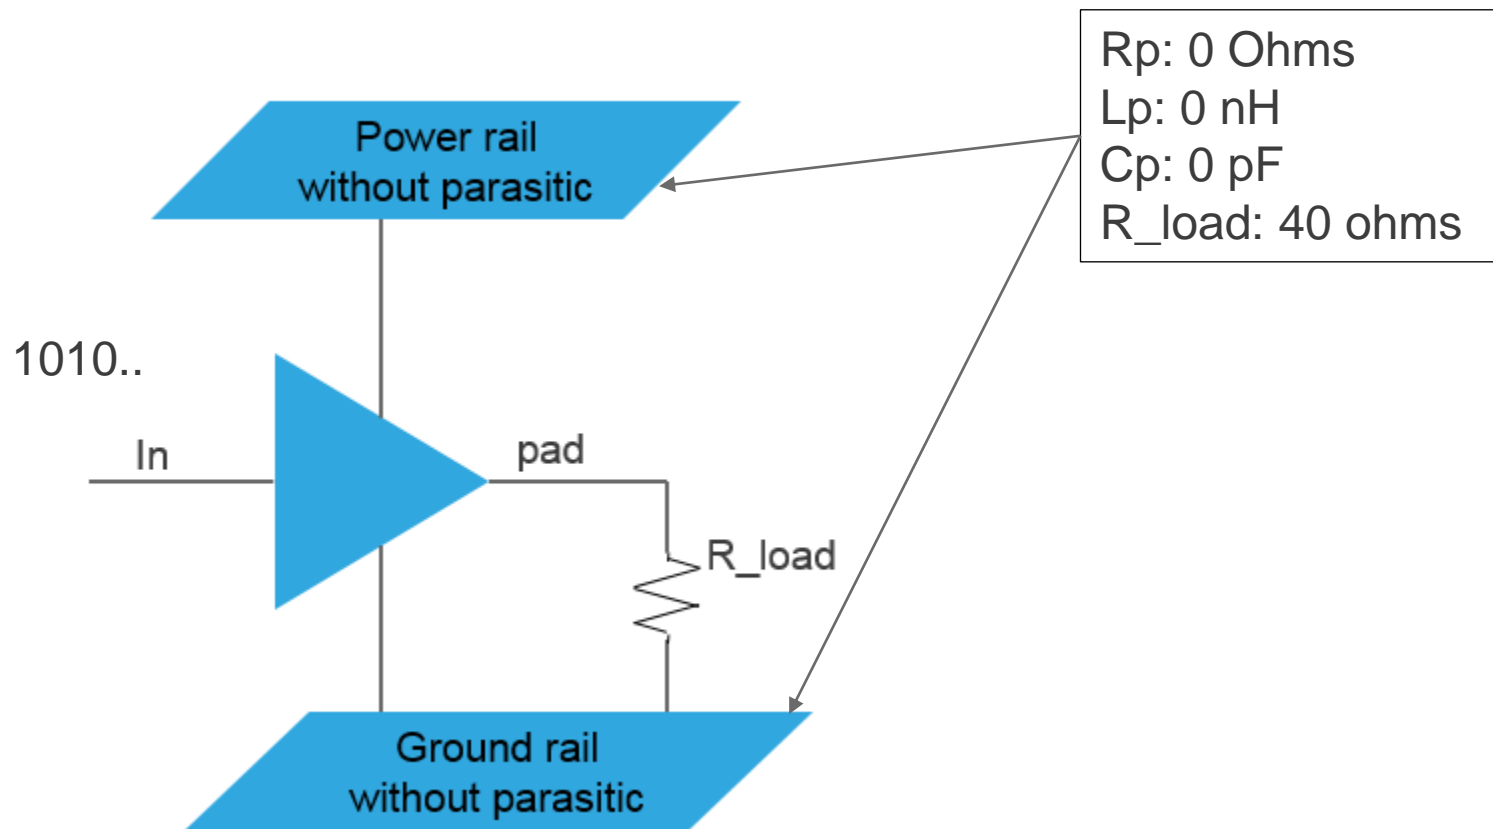 Rp: 0 Ohms
Lp: 0 nH
Cp: 0 pF
R_load: 40 ohms
Power rail
without parasitic
1010..
In
pad
R_load
Ground rail
without parasitic